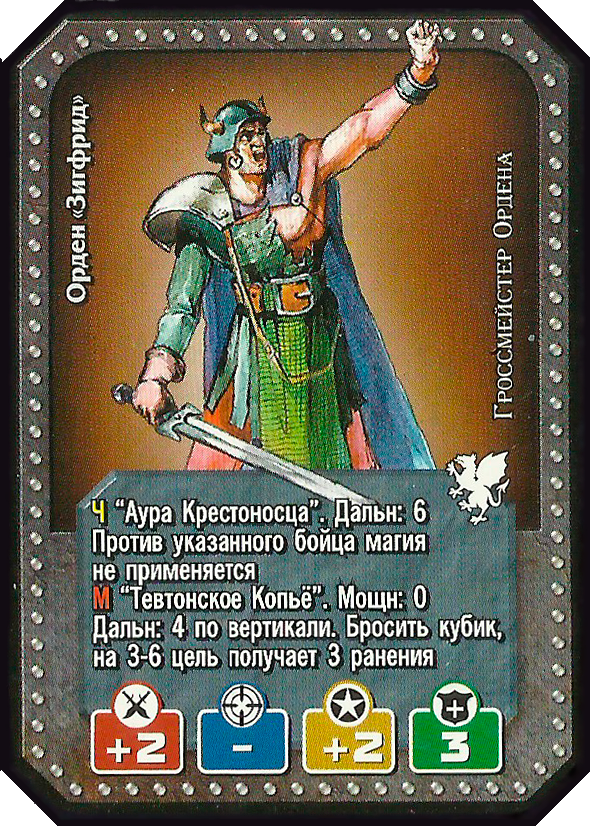 Орден «Зигфрид»
Гроссмейстер Ордена
Ч “Аура Крестоносца”. Дальн: 6
Против указанного бойца магия
не применяется
М “Тевтонское Копьё”. Мощн: 0
Дальн: 4 по вертикали. Бросить кубик,
на 3-6 цель получает 3 ранения
+2
-
+2
3